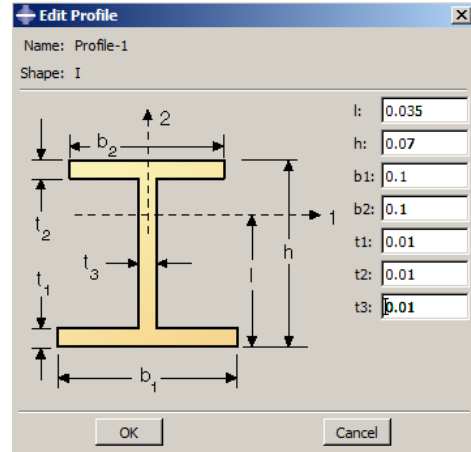 Edit Profile
Name: Profile-1
Shape: I
2
b2
t2
1
h
l
t3
t1
b1
l: 0.035
h: 0.07
b1: 0.1
b2: 0.1
t1: 0.01
t2: 0.01
t3: 0.01
OK
Cancel